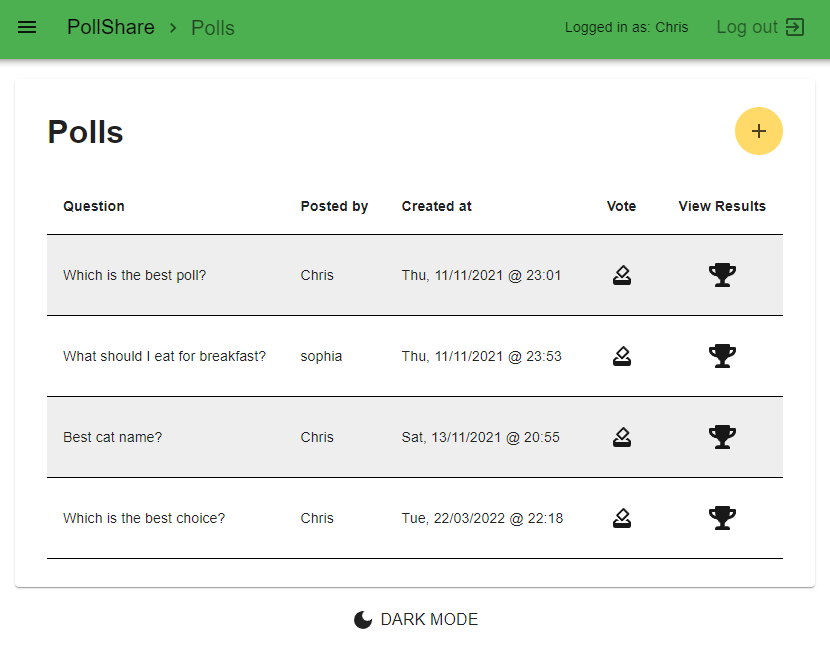 PollShare > Polls Logged in as: Chris Log out
Polls
Question Posted by Created at Vote View Results
Which is the best poll? Chris Thu, 11/11/2021 @ 23:01
What should I eat for breakfast? sophia Thu, 11/11/2021 @ 23:53
Best cat name? Chris Sat, 13/11/2021 @ 20:55
Which is the best choice? Chris Tue, 22/03/2022 @ 22:18
DARK MODE